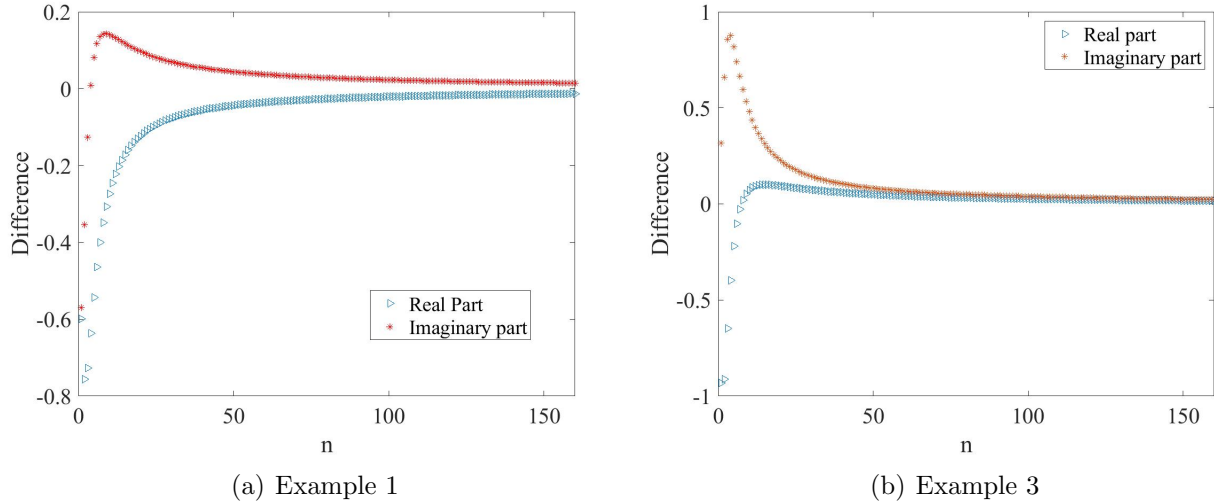 0.2
0
-0.2
-0.4
-0.6
-0.8
Difference
0
50
100
150
n
Real Part
Imaginary part
(a) Example 1
1
0.5
0
-0.5
-1
Difference
0
50
100
150
n
Real part
Imaginary part
(b) Example 3